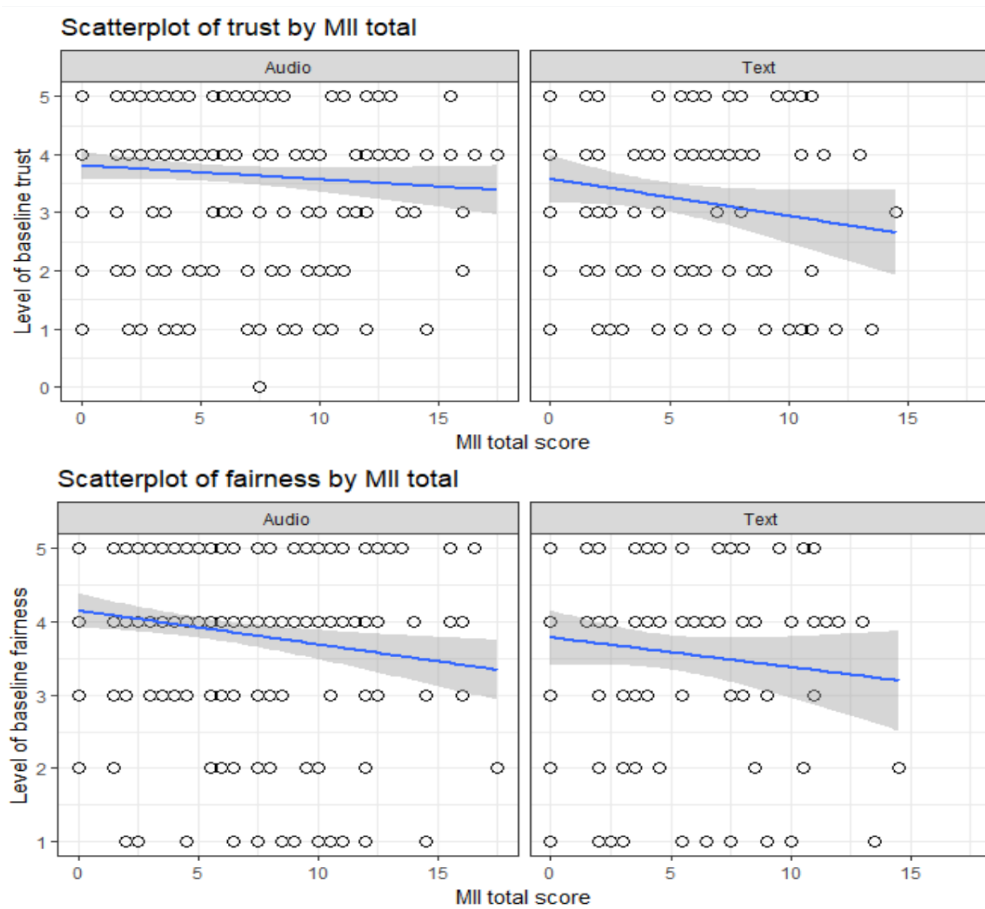 Scatterplot of trust by MII total
Audio Text
Level of baseline trust
5
4
3
2
1
0
0 5 10 15 0 5 10 15
MII total score
Scatterplot of fairness by MII total
Audio Text
Level of baseline fairness
5
4
3
2
1
0 5 10 15 0 5 10 15
MII total score